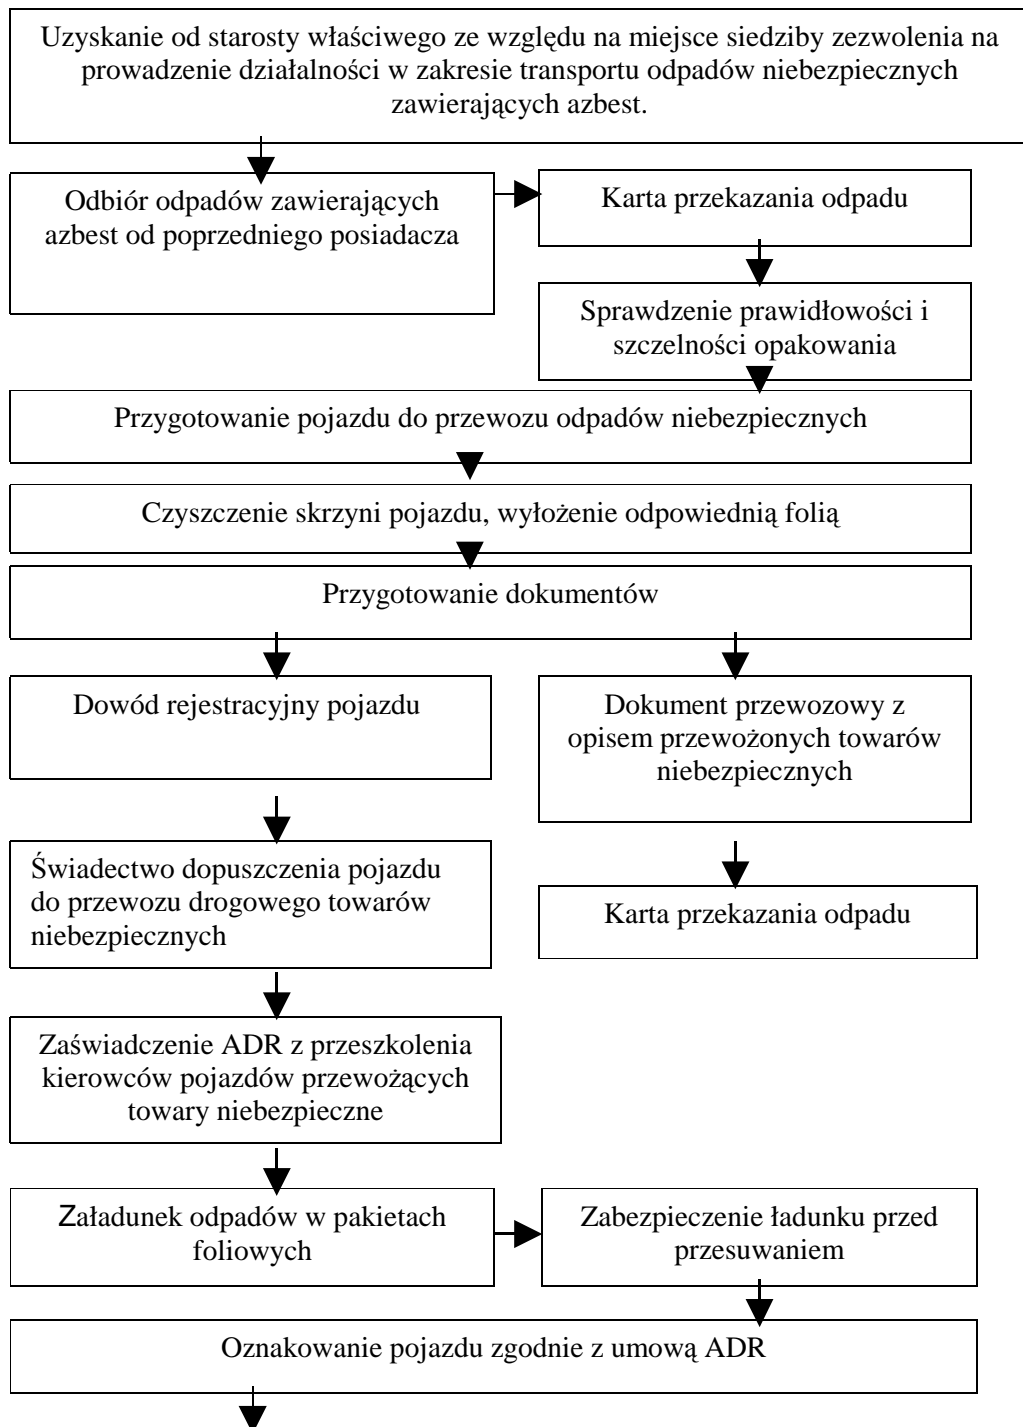 Uzyskanie od starosty właściwego ze względu na miejsce siedziby zezwolenia na
prowadzenie działalności w zakresie transportu odpadów niebezpiecznych
zawierających azbest.
Odbiór odpadów zawierających
azbest od poprzedniego posiadacza
Karta przekazania odpadu
Sprawdzenie prawidłowości i
szczelności opakowania
Przygotowanie pojazdu do przewozu odpadów niebezpiecznych
Czyszczenie skrzyni pojazdu, wyłożenie odpowiednią folią
Przygotowanie dokumentów
Dowód rejestracyjny pojazdu
Dokument przewozowy z
opisem przewożonych towarów
niebezpiecznych
Świadectwo dopuszczenia pojazdu
do przewozu drogowego towarów
niebezpiecznych
Karta przekazania odpadu
Zaświadczenie ADR z przeszkolenia
kierowców pojazdów przewożących
towary niebezpieczne
Załadunek odpadów w pakietach
foliowych
Zabezpieczenie ładunku przed
przesuwaniem
Oznakowanie pojazdu zgodnie z umową ADR